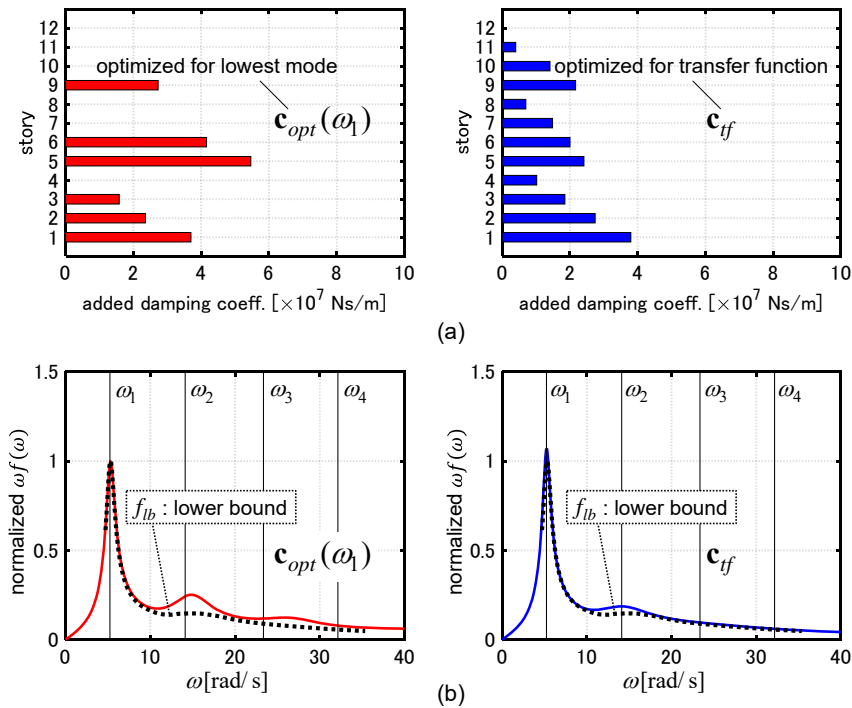 12
11
10
9
8
7
6
5
4
3
2
1
story
optimized for lowest mode
c_opt(ω₁)
0 2 4 6 8 10
added damping coeff. [×10⁷ Ns/m]
12
11
10
9
8
7
6
5
4
3
2
1
story
optimized for transfer function
c_tf
0 2 4 6 8 10
added damping coeff. [×10⁷ Ns/m]
(a)
1.5
1
0.5
0
normalized ωf(ω)
ω₁ ω₂ ω₃ ω₄
f_lb : lower bound
c_opt(ω₁)
0 10 20 30 40
ω[rad/s]
1.5
1
0.5
0
normalized ωf(ω)
ω₁ ω₂ ω₃ ω₄
f_lb : lower bound
c_tf
0 10 20 30 40
ω[rad/s]
(b)